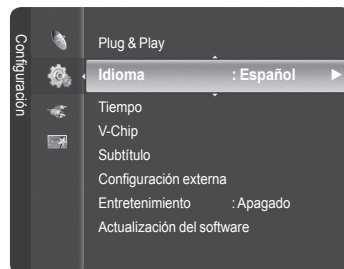 Configuración
Plug & Play
Idioma : Español
Tiempo
V-Chip
Subtítulo
Configuración externa
Entretenimiento : Apagado
Actualización del software